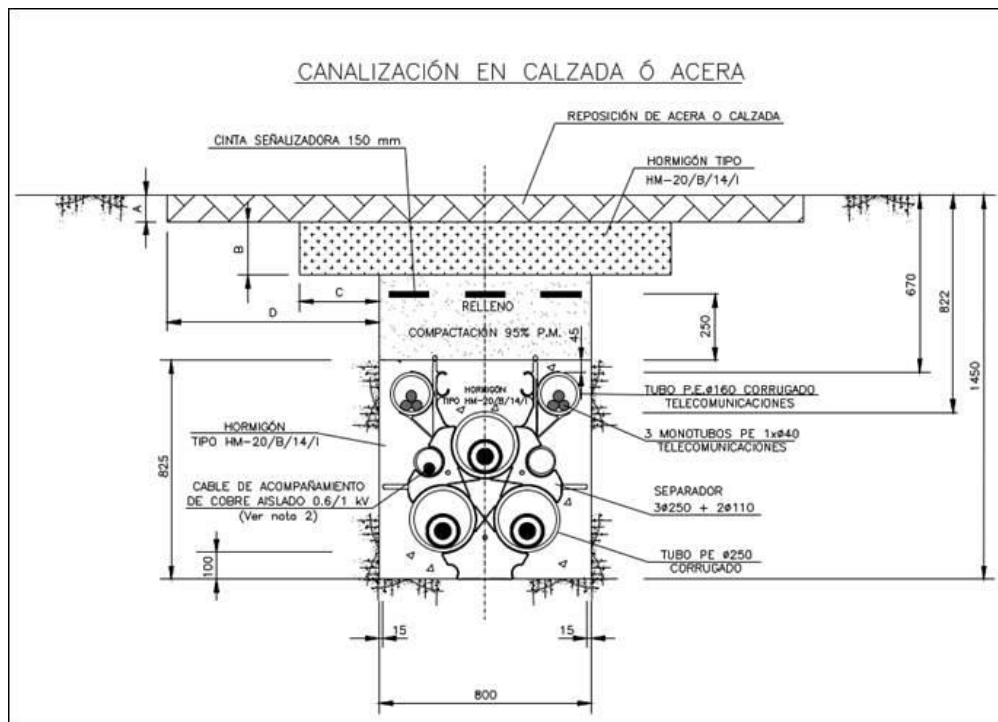 CANALIZACIÓN EN CALZADA Ó ACERA
REPOSICIÓN DE ACERA O CALZADA
CINTA SEÑALIZADORA 150 mm
HORMIGÓN TIPO
HM-20/B/14/I
A
B
C
D
RELLENO
COMPACTACIÓN 95% P.M.
45
250
670
822
1450
HORMIGÓN
TIPO HM-20/B/14/I
TUBO P.E.ø160 CORRUGADO
TELECOMUNICACIONES
HORMIGÓN
TIPO HM-20/B/14/I
3 MONOTUBOS PE 1xø40
TELECOMUNICACIONES
825
CABLE DE ACOMPAÑAMIENTO
DE COBRE AISLADO 0.6/1 kV
(Ver nota 2)
SEPARADOR
3ø250 + 2ø110
TUBO PE ø250
CORRUGADO
100
15
15
800